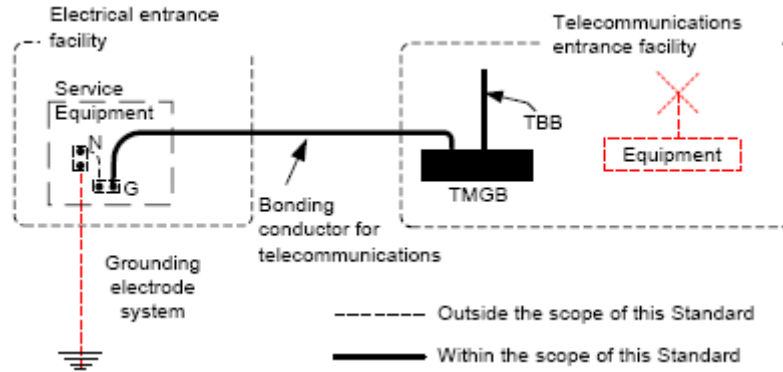 Electrical entrance
facility
Service
Equipment
N
G
Grounding
electrode
system
Bonding
conductor for
telecommunications
Telecommunications
entrance facility
TBB
TMGB
Equipment
Outside the scope of this Standard
Within the scope of this Standard